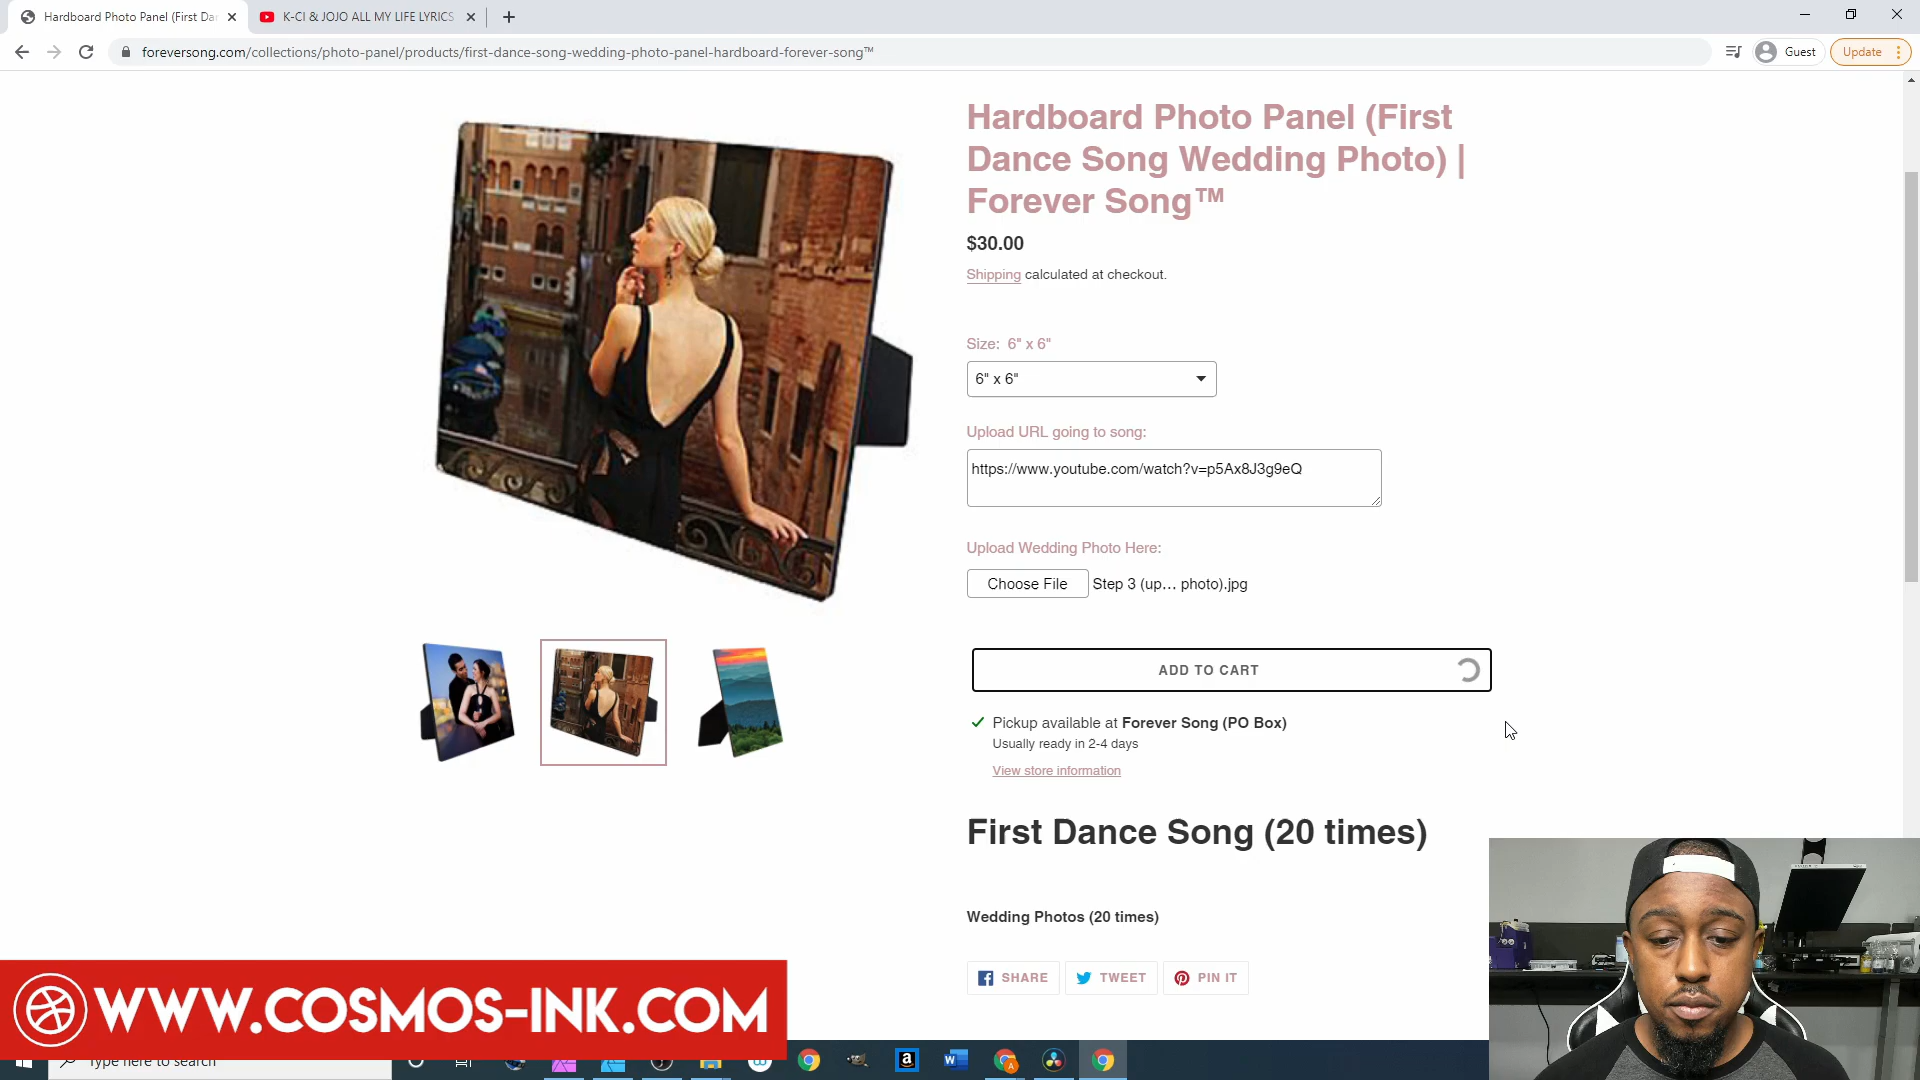 Hardboard Photo Panel (First Da
K-CI & JOJO ALL MY LIFE LYRICS
foreversong.com/collections/photo-panel/products/first-dance-song-wedding-photo-panel-hardboard-forever-song™
Guest
Update
Hardboard Photo Panel (First
Dance Song Wedding Photo) |
Forever Song™
$30.00
Shipping calculated at checkout.
Size: 6" x 6"
6" x 6"
Upload URL going to song:
https://www.youtube.com/watch?v=p5Ax8J3g9eQ
Upload Wedding Photo Here:
Choose File Step 3 (up… photo).jpg
ADD TO CART
Pickup available at Forever Song (PO Box)
Usually ready in 2-4 days
View store information
First Dance Song (20 times)
Wedding Photos (20 times)
SHARE TWEET PIN IT
WWW.COSMOS-INK.COM
Type here to search